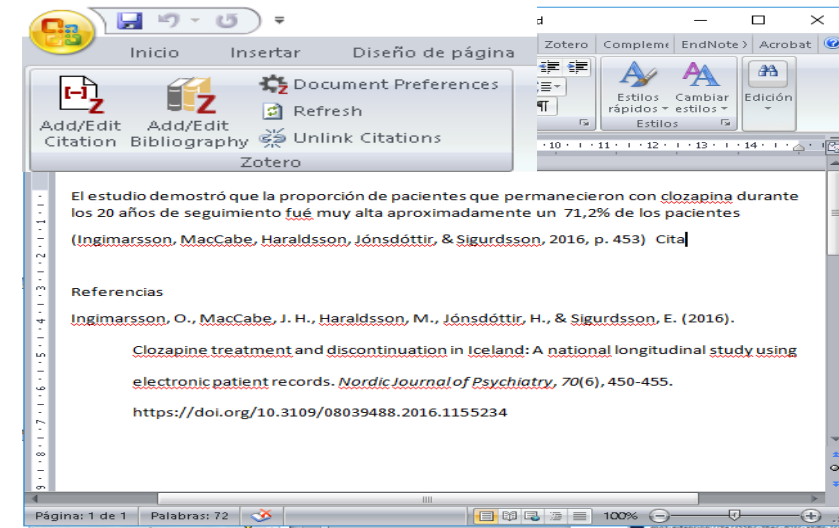 Inicio Insertar Diseño de página
Zotero Compleme EndNote Acrobat
Add/Edit Citation
Add/Edit Bibliography
Document Preferences
Refresh
Unlink Citations
Zotero
Estilos rápidos
Cambiar estilos
Edición
Estilos
10 11 12 13 14
El estudio demostró que la proporción de pacientes que permanecieron con clozapina durante
los 20 años de seguimiento fué muy alta aproximadamente un 71,2% de los pacientes
(Ingimarsson, MacCabe, Haraldsson, Jónsdóttir, & Sigurdsson, 2016, p. 453) Cita
Referencias
Ingimarsson, O., MacCabe, J. H., Haraldsson, M., Jónsdóttir, H., & Sigurdsson, E. (2016).
Clozapine treatment and discontinuation in Iceland: A national longitudinal study using
electronic patient records. Nordic Journal of Psychiatry, 70(6), 450-455.
https://doi.org/10.3109/08039488.2016.1155234
Página: 1 de 1 Palabras: 72 100%